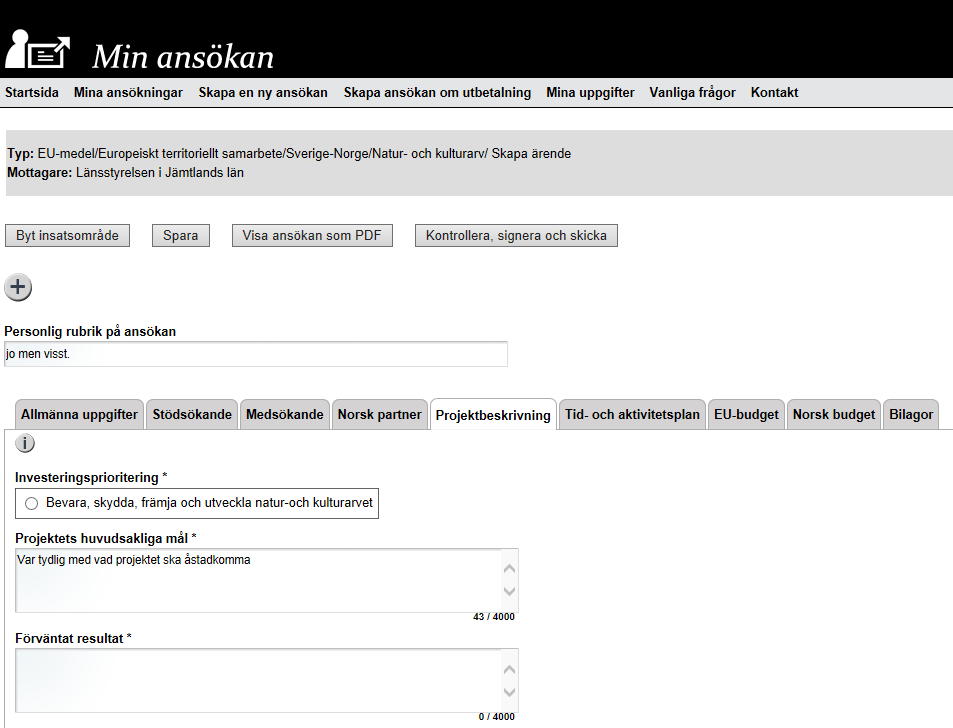 Min ansökan
Startsida Mina ansökningar Skapa en ny ansökan Skapa ansökan om utbetalning Mina uppgifter Vanliga frågor Kontakt
Typ: EU-medel/Europeiskt territoriellt samarbete/Sverige-Norge/Natur- och kulturarv/ Skapa ärende
Mottagare: Länsstyrelsen i Jämtlands län
Byt insatsområde Spara Visa ansökan som PDF Kontrollera, signera och skicka
+
Personlig rubrik på ansökan
jo men visst.
Allmänna uppgifter Stödsökande Medsökande Norsk partner Projektbeskrivning Tid- och aktivitetsplan EU-budget Norsk budget Bilagor
i
Investeringsprioritering *
Bevara, skydda, främja och utveckla natur-och kulturarvet
Projektets huvudsakliga mål *
Var tydlig med vad projektet ska åstadkomma
43 / 4000
Förväntat resultat *
0 / 4000